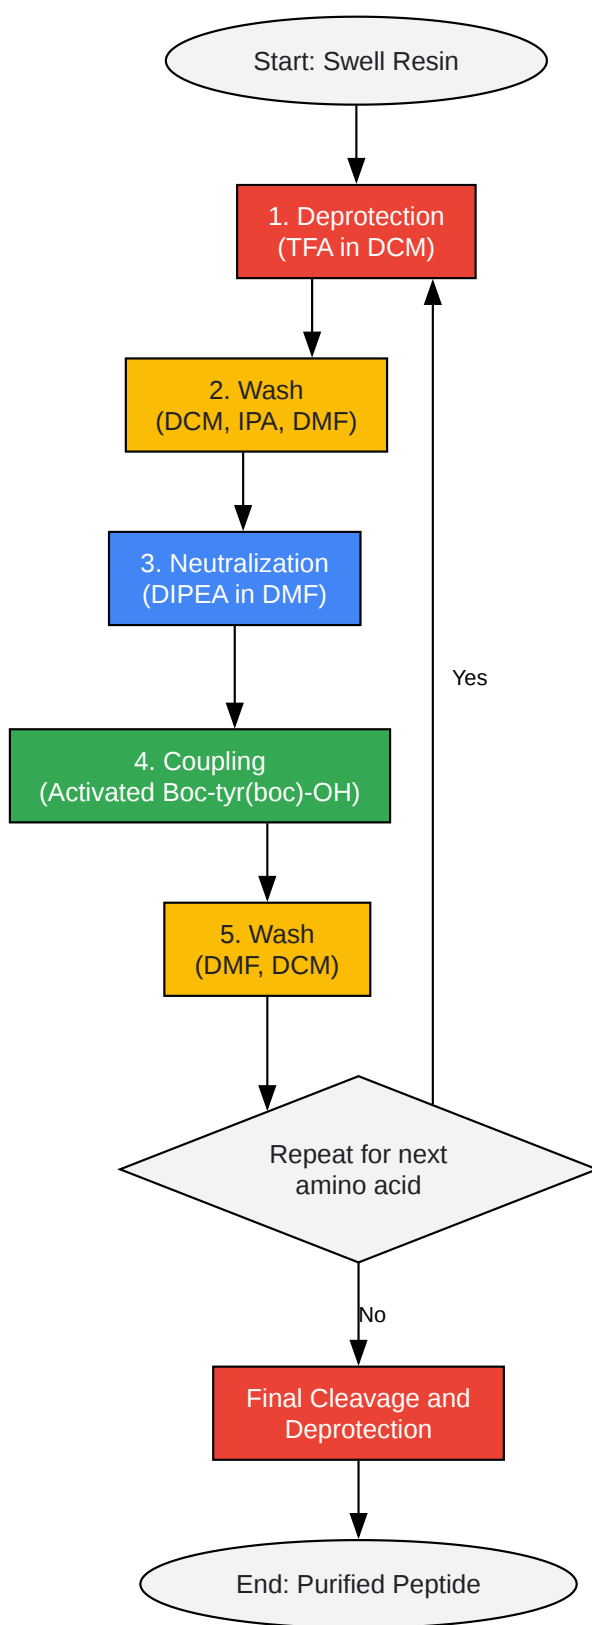 Start: Swell Resin
1. Deprotection
(TFA in DCM)
2. Wash
(DCM, IPA, DMF)
3. Neutralization
(DIPEA in DMF)
Yes
4. Coupling
(Activated Boc-tyr(boc)-OH)
5. Wash
(DMF, DCM)
Repeat for next
amino acid
No
Final Cleavage and
Deprotection
End: Purified Peptide